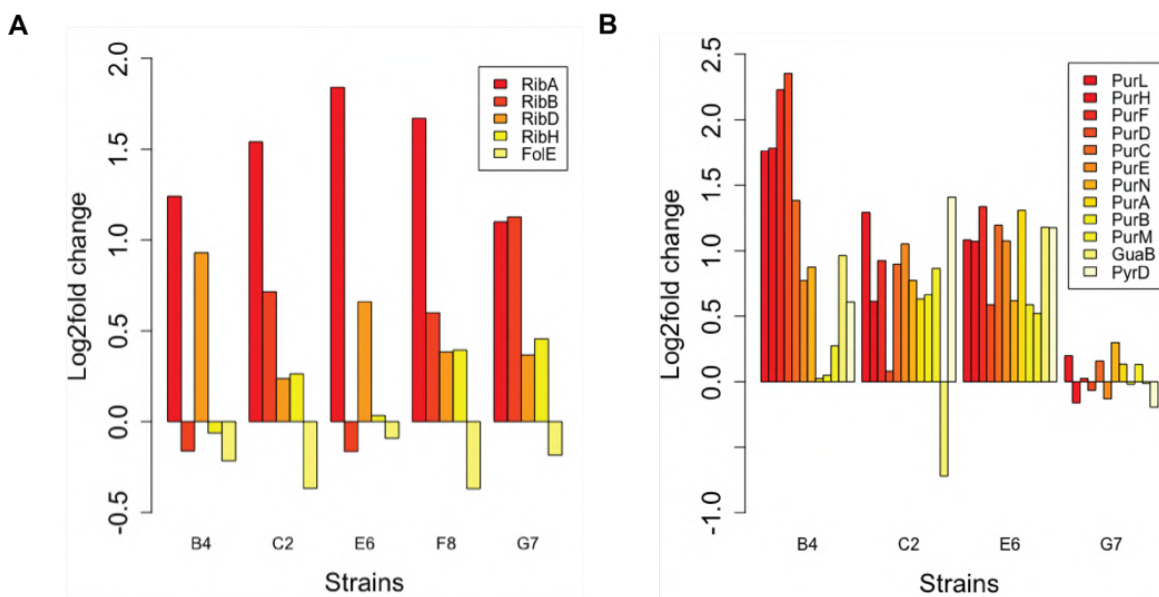 A
Log2fold change
2.0
1.5
1.0
0.5
0.0
-0.5
RibA
RibB
RibD
RibH
FolE
B4 C2 E6 F8 G7
Strains
B
Log2fold change
2.5
2.0
1.5
1.0
0.5
0.0
-1.0
PurL
PurH
PurF
PurD
PurC
PurE
PurN
PurA
PurB
PurM
GuaB
PyrD
B4 C2 E6 G7
Strains